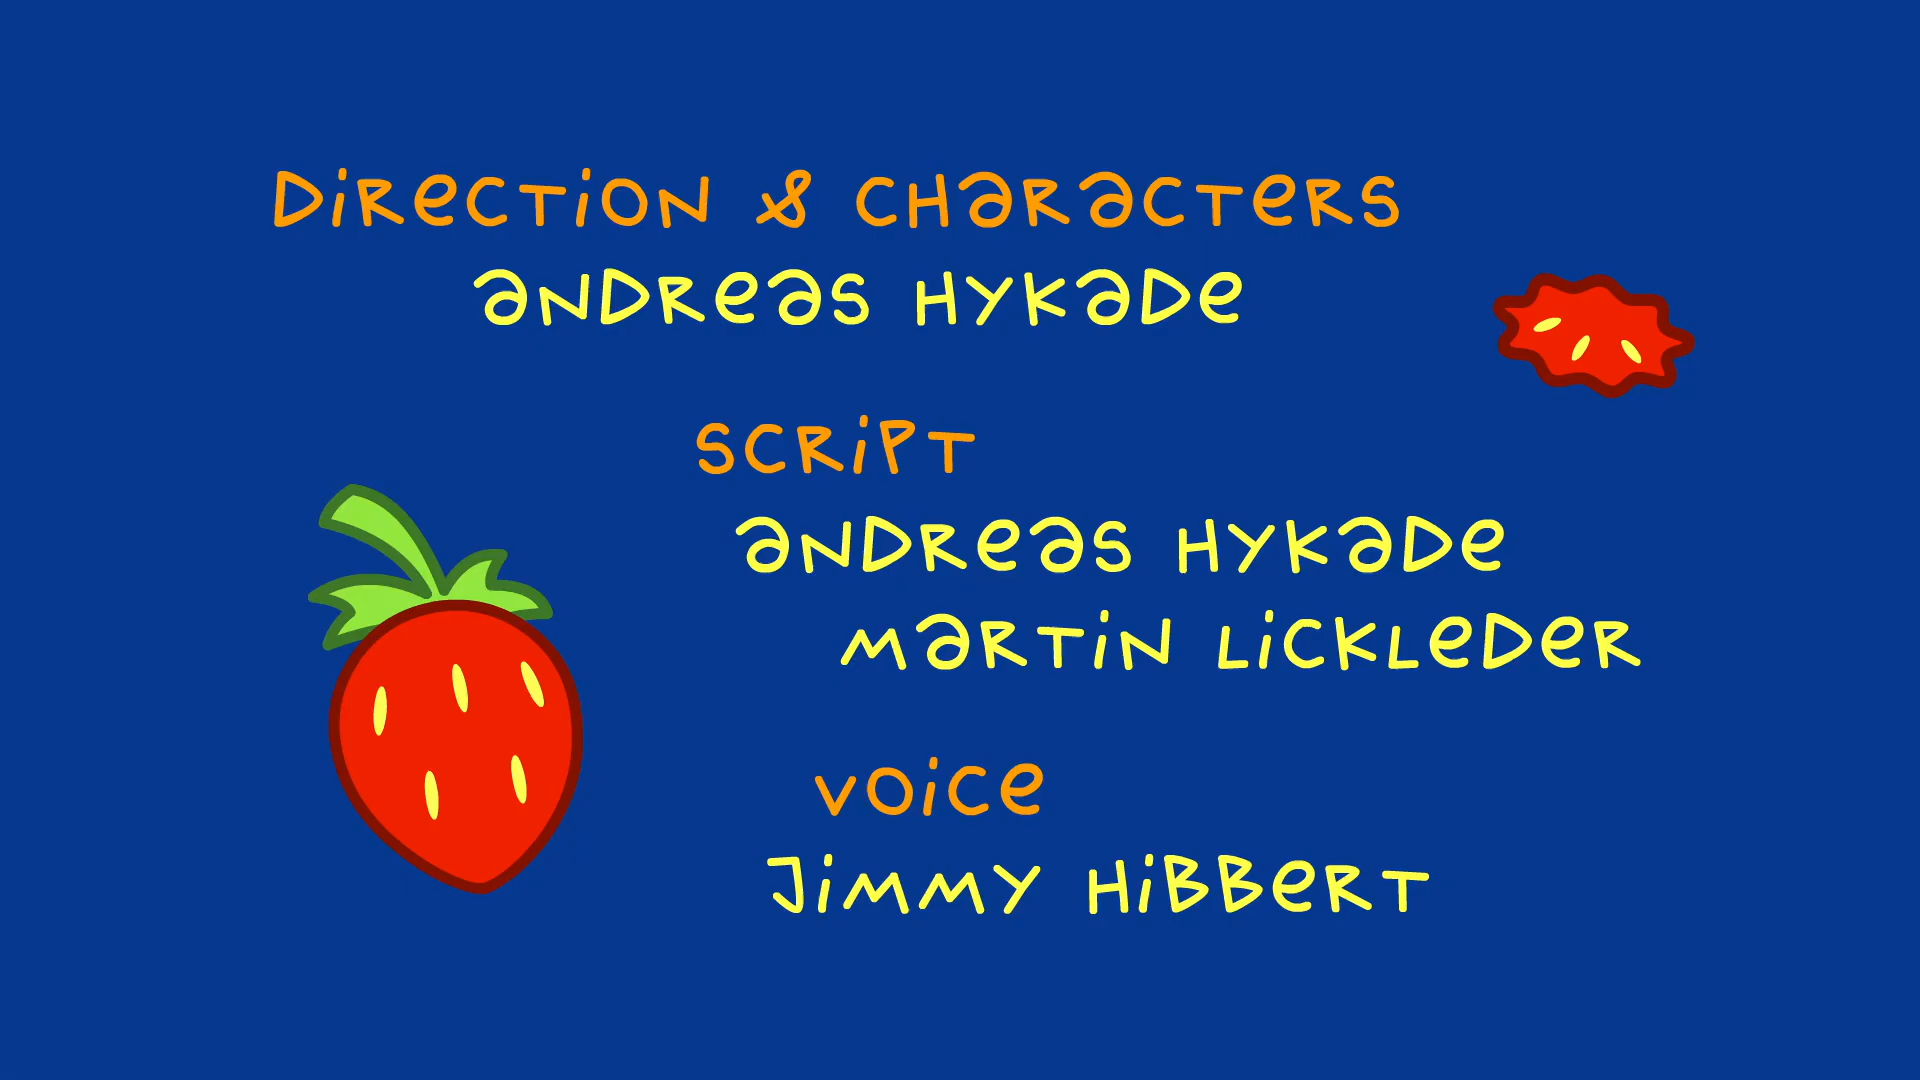 Direction & Characters
Andreas Hykade
Script
Andreas Hykade
Martin Lickleder
Voice
Jimmy Hibbert